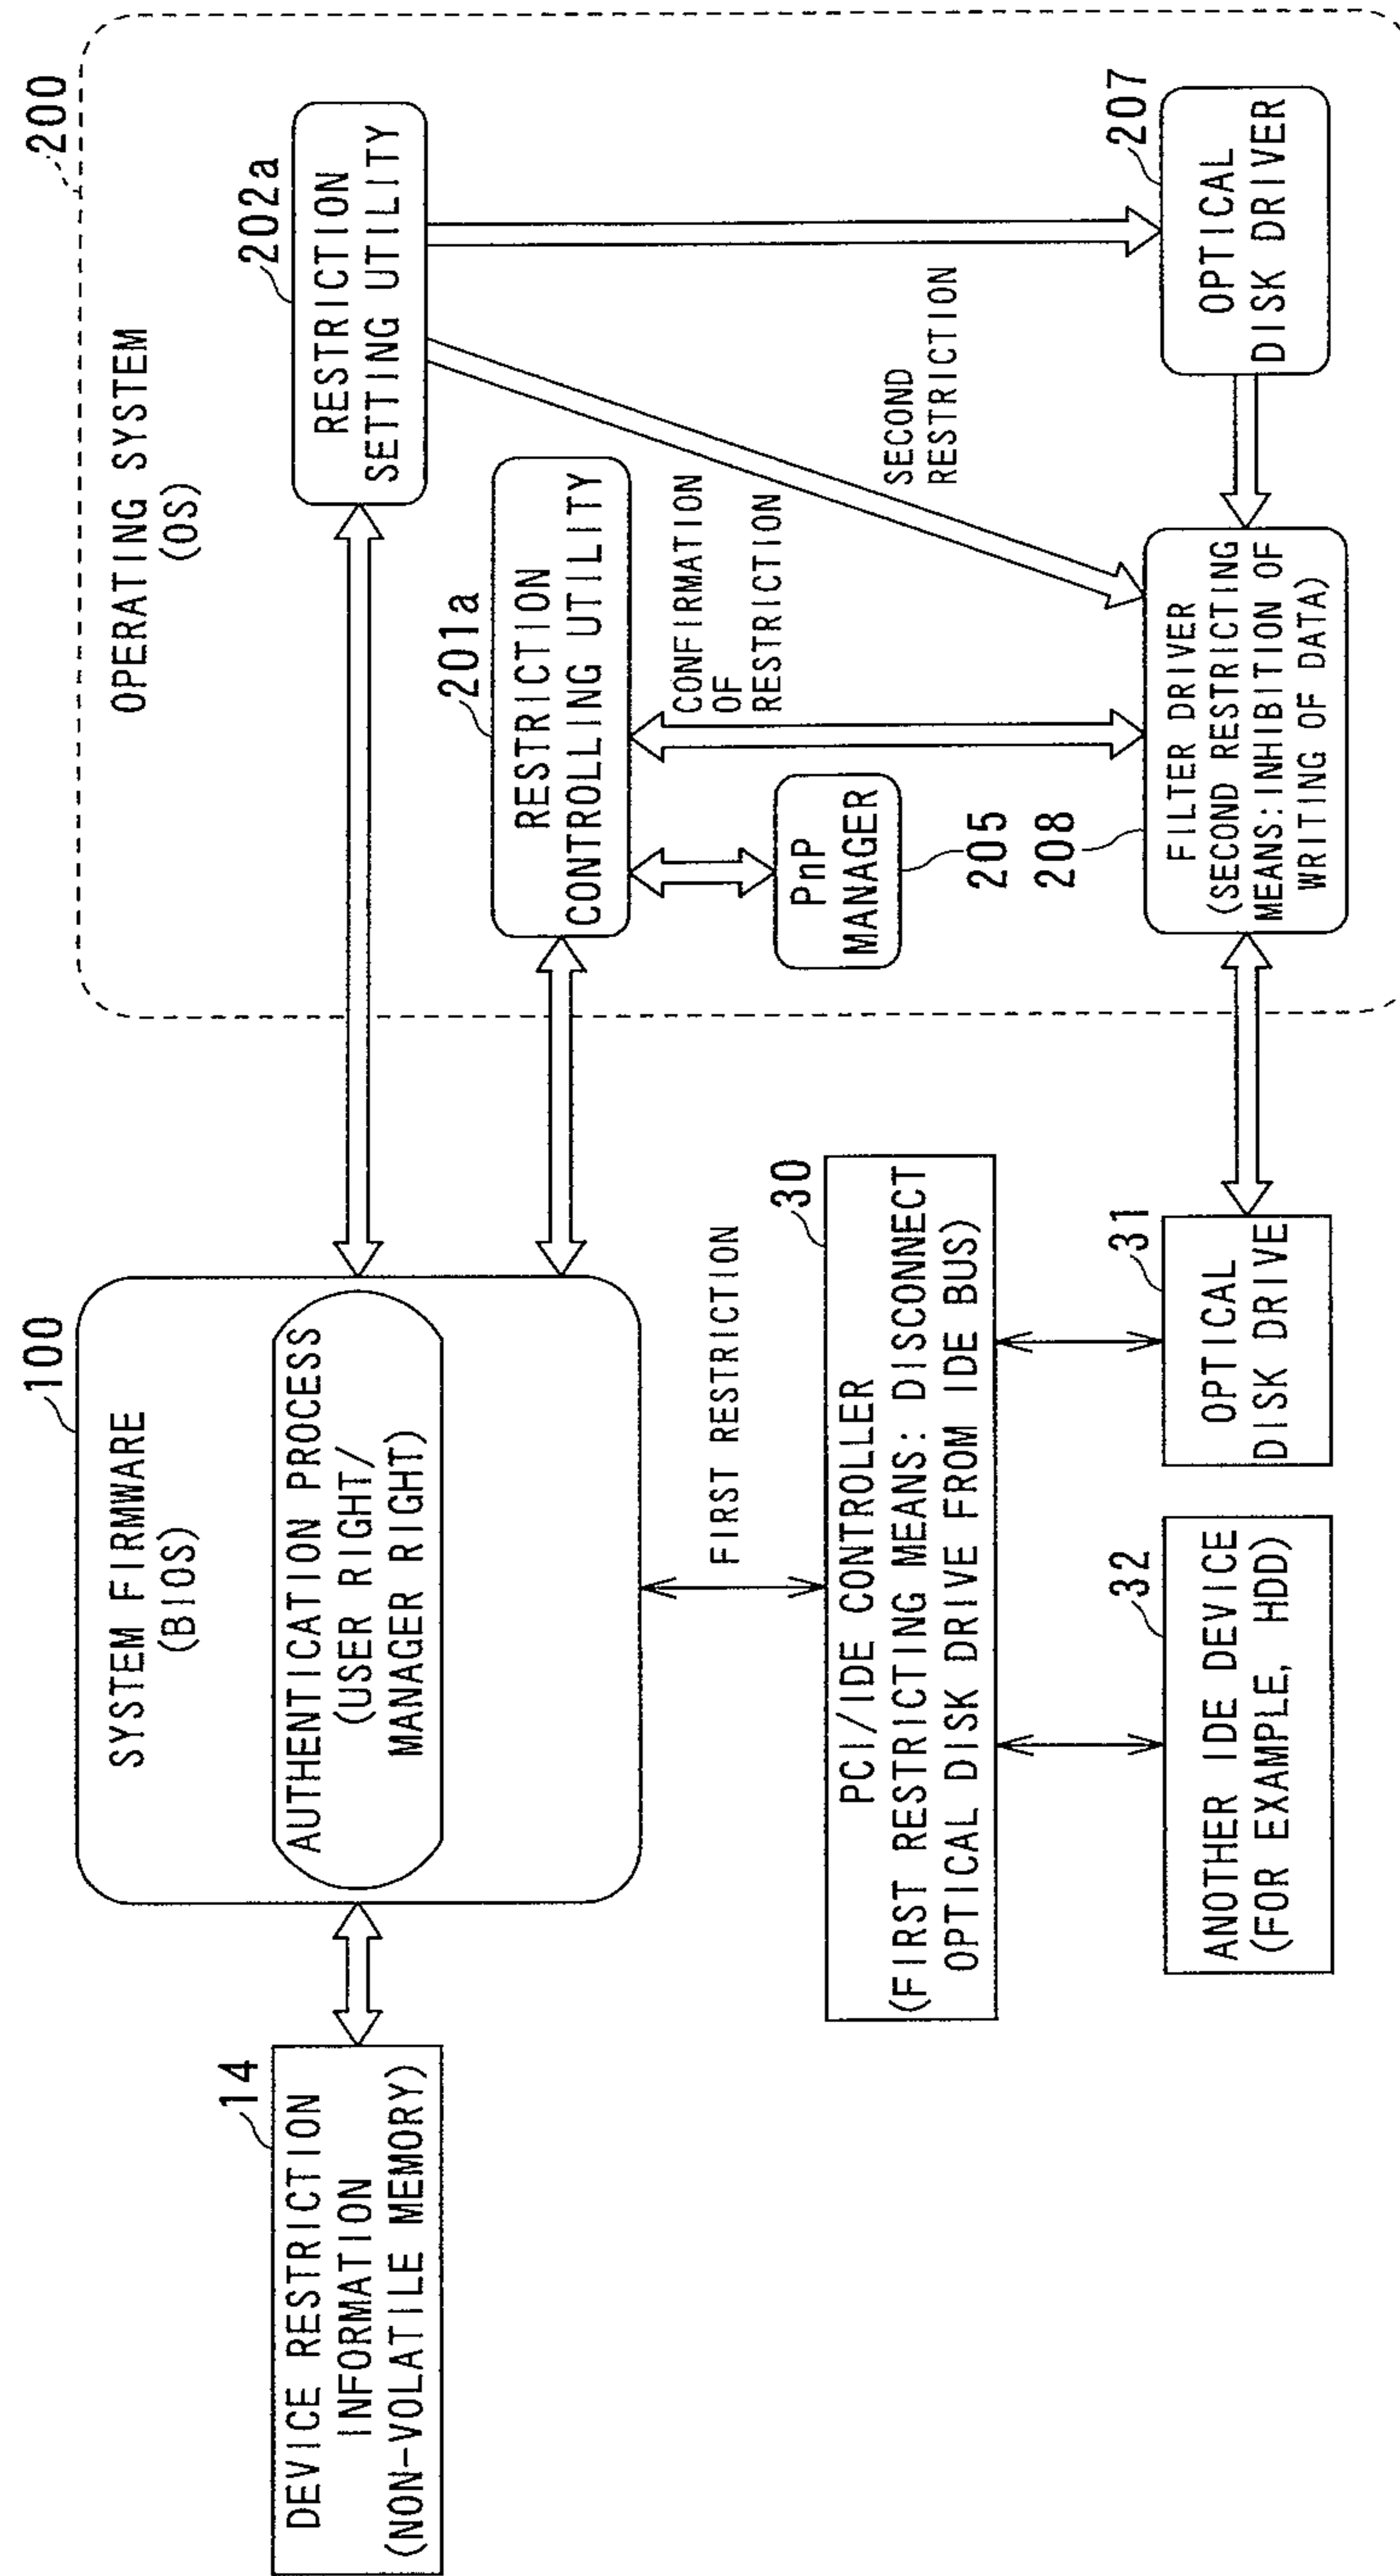 14
DEVICE RESTRICTION
INFORMATION
(NON-VOLATILE MEMORY)
100
SYSTEM FIRMWARE
(BIOS)
AUTHENTICATION PROCESS
(USER RIGHT/
MANAGER RIGHT)
FIRST RESTRICTION
30
PCI/IDE CONTROLLER
(FIRST RESTRICTING MEANS: DISCONNECT
OPTICAL DISK DRIVE FROM IDE BUS)
32
ANOTHER IDE DEVICE
(FOR EXAMPLE, HDD)
31
OPTICAL
DISK DRIVE
200
OPERATING SYSTEM
(OS)
202a
RESTRICTION
SETTING UTILITY
201a
RESTRICTION
CONTROLLING UTILITY
CONFIRMATION
OF
RESTRICTION
SECOND
RESTRICTION
PnP
MANAGER
205
208
FILTER DRIVER
(SECOND RESTRICTING
MEANS:INHIBITION OF
WRITING OF DATA)
207
OPTICAL
DISK DRIVER